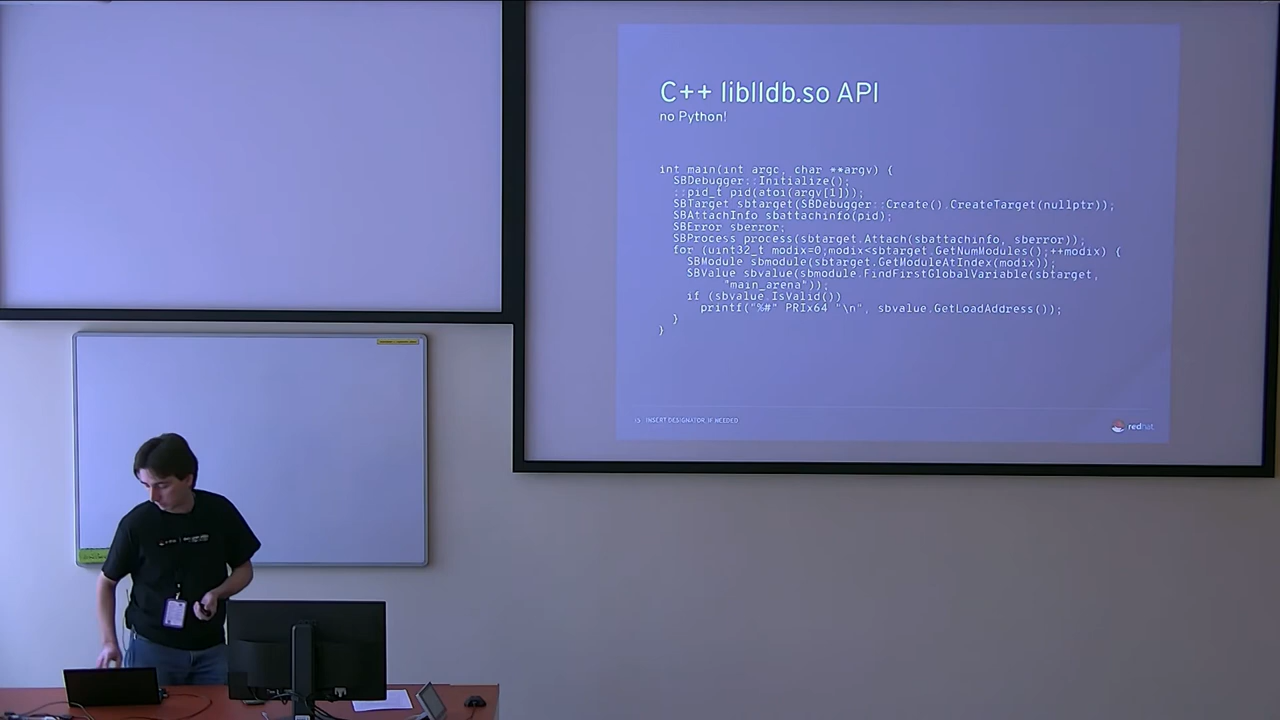 C++ liblldb.so API
no Python!
int main(int argc, char **argv) {
SBDebugger::Initialize();
::pid_t pid(atoi(argv[1]));
SBTarget sbtarget(SBDebugger::Create().CreateTarget(nullptr));
SBAttachInfo sbattachinfo(pid);
SBError sberror;
SBProcess process(sbtarget.Attach(sbattachinfo, sberror));
for (uint32_t modix=0;modix<sbtarget.GetNumModules();++modix) {
SBModule sbmodule(sbtarget.GetModuleAtIndex(modix));
SBValue sbvalue(sbmodule.FindFirstGlobalVariable(sbtarget,
"main_arena"));
if (sbvalue.IsValid())
printf("%#" PRIx64 "\n", sbvalue.GetLoadAddress());
}
}
INSERT DESIGNATOR, IF NEEDED
redhat